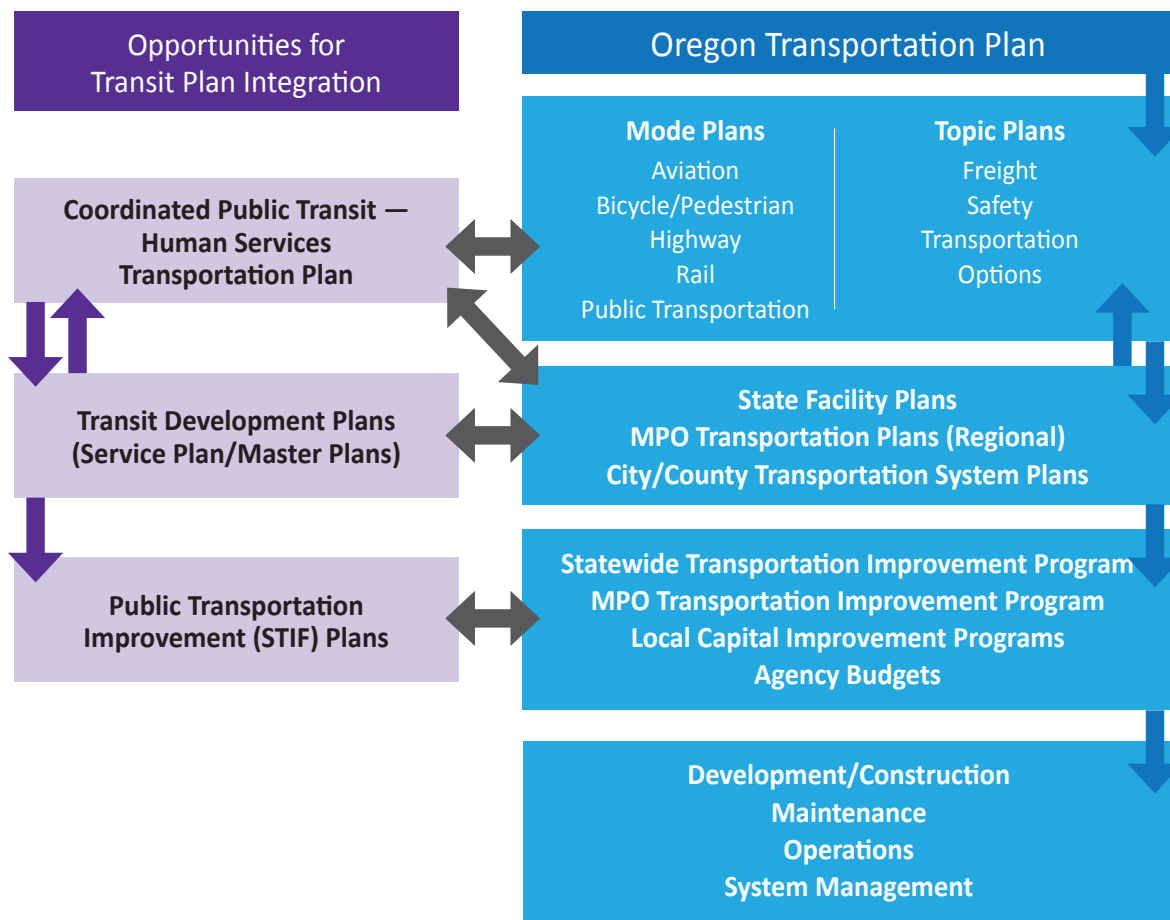 Opportunities for
Transit Plan Integration
Oregon Transportation Plan
Mode Plans
Aviation
Bicycle/Pedestrian
Highway
Rail
Public Transportation
Topic Plans
Freight
Safety
Transportation
Options
Coordinated Public Transit —
Human Services
Transportation Plan
Transit Development Plans
(Service Plan/Master Plans)
State Facility Plans
MPO Transportation Plans (Regional)
City/County Transportation System Plans
Public Transportation
Improvement (STIF) Plans
Statewide Transportation Improvement Program
MPO Transportation Improvement Program
Local Capital Improvement Programs
Agency Budgets
Development/Construction
Maintenance
Operations
System Management